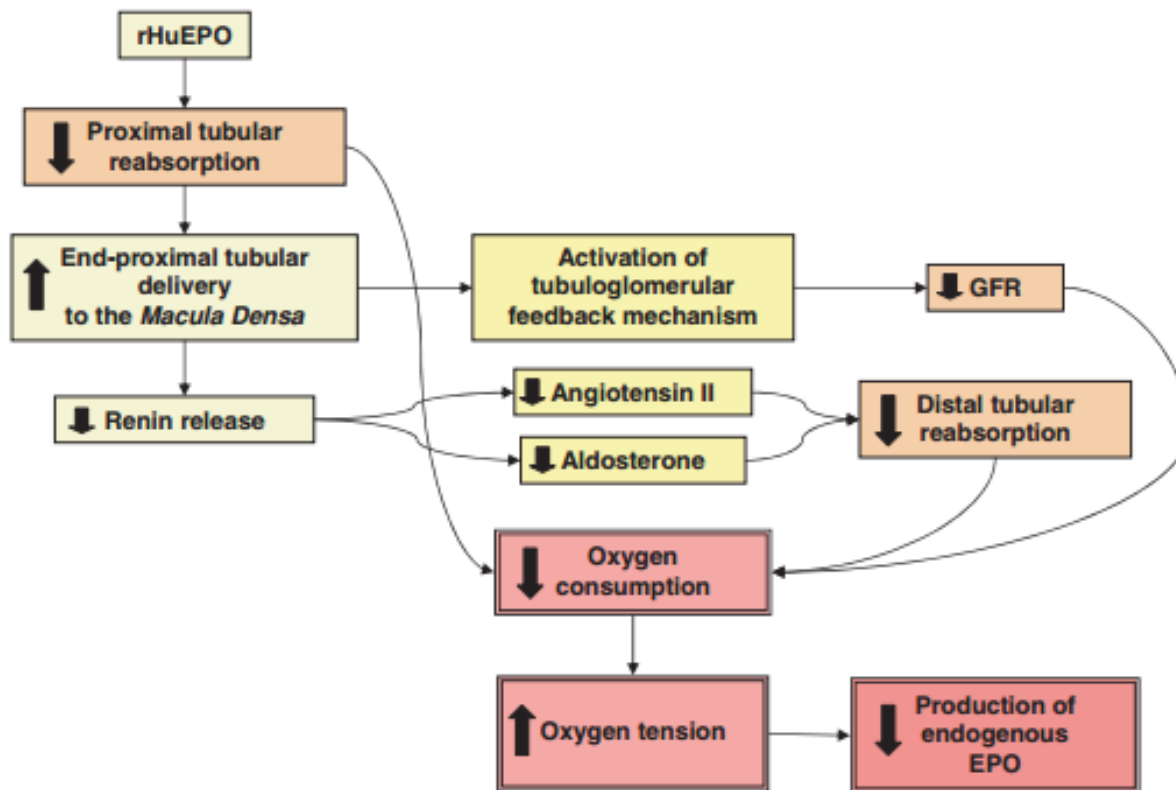 rHuEPO
Proximal tubular
reabsorption
End-proximal tubular
delivery
to the Macula Densa
Activation of
tubuloglomerular
feedback mechanism
GFR
Renin release
Angiotensin II
Aldosterone
Distal tubular
reabsorption
Oxygen
consumption
Oxygen tension
Production of
endogenous
EPO